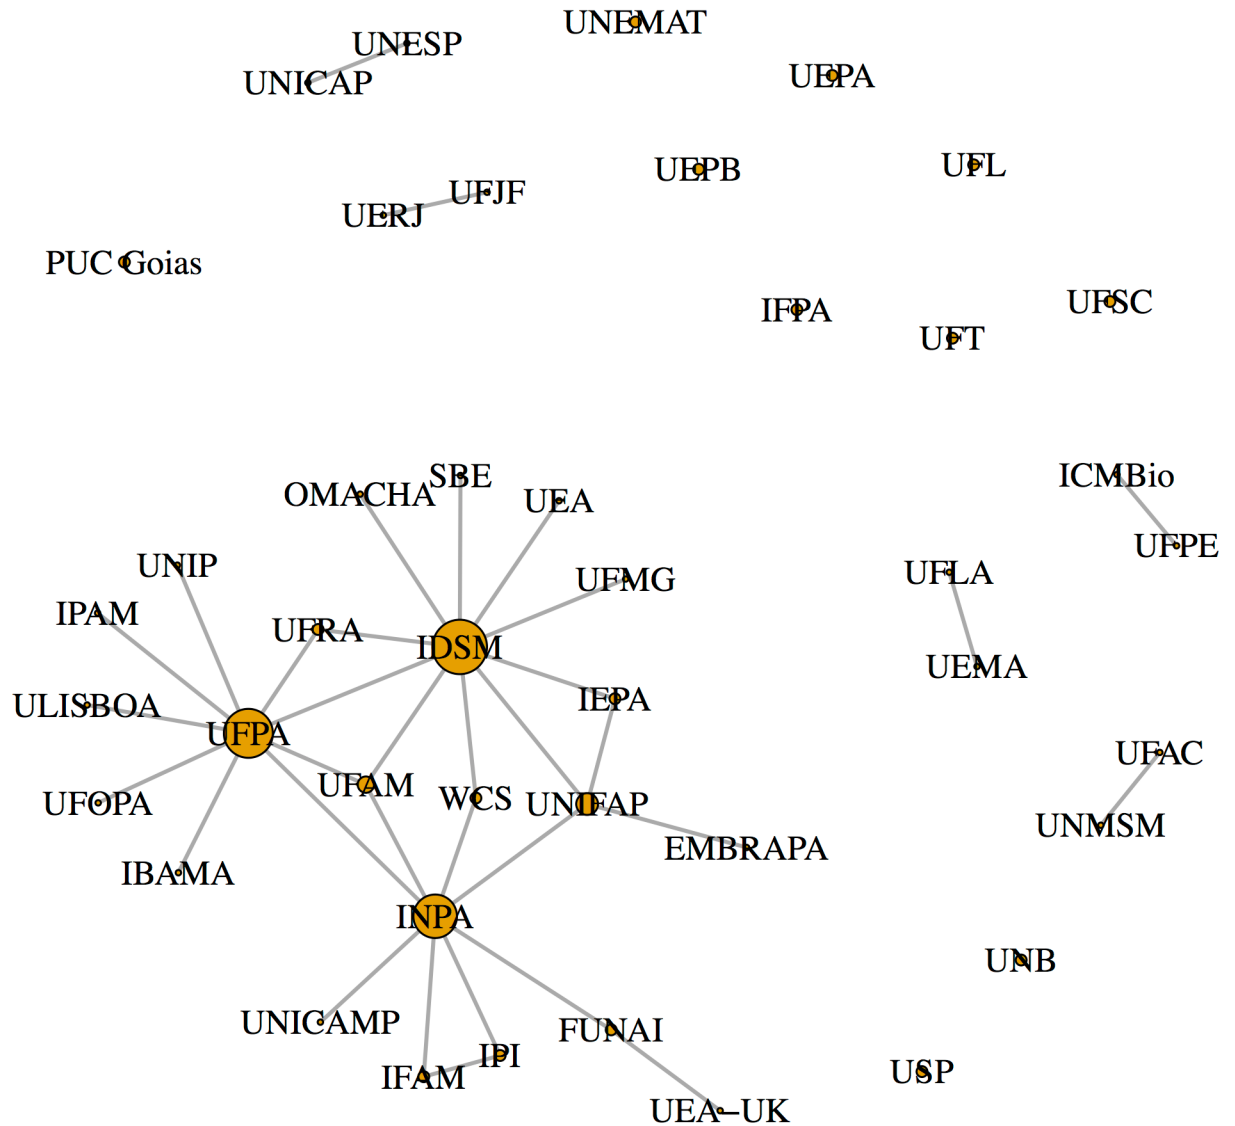 UNEMAT
UNESP
UEPA
UNICAP
UFL
UEPB
UFJF
UERJ
PUC Goias
UFSC
IFPA
UFT
SBE
ICMBio
OMACHA
UEA
UFPE
UNIP
UFLA
UFMG
IPAM
UFRA
IDSM
UEMA
IEPA
ULISBOA
UFPA
UFAC
UFAM
WCS
UNIFAP
UFOPA
UNMSM
EMBRAPA
IBAMA
INPA
UNB
UNICAMP
FUNAI
IPI
USP
IFAM
UEA–UK